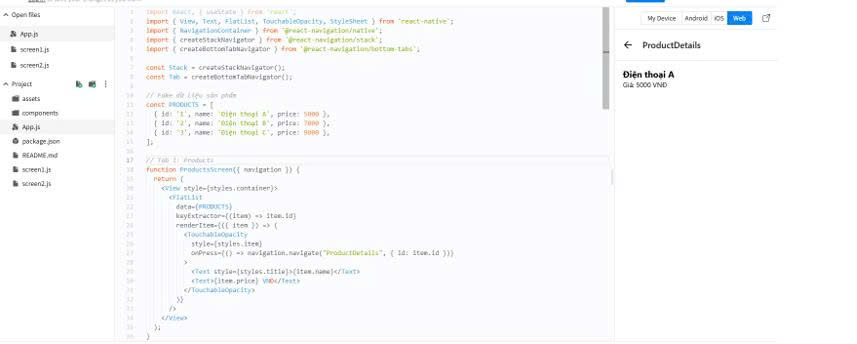 Open files
App.js
screen1.js
screen2.js
Project
assets
components
App.js
package.json
README.md
screen1.js
screen2.js
1 import React, { useState } from 'react';
2 import { View, Text, FlatList, TouchableOpacity, StyleSheet } from 'react-native';
3 import { NavigationContainer } from '@react-navigation/native';
4 import { createStackNavigator } from '@react-navigation/stack';
5 import { createBottomTabNavigator } from '@react-navigation/bottom-tabs';
6
7 const Stack = createStackNavigator();
8 const Tab = createBottomTabNavigator();
9
10 // Fake dữ liệu sản phẩm
11 const PRODUCTS = [
12 { id: '1', name: 'Điện thoại A', price: 5000 },
13 { id: '2', name: 'Điện thoại B', price: 7000 },
14 { id: '3', name: 'Điện thoại C', price: 9000 },
15 ];
16
17 // Tab 1: Products
18 function ProductsScreen({ navigation }) {
19 return (
20 <View style={styles.container}>
21 <FlatList
22 data={PRODUCTS}
23 keyExtractor={(item) => item.id}
24 renderItem={({ item }) => (
25 <TouchableOpacity
26 style={styles.item}
27 onPress={() => navigation.navigate("ProductDetails", { id: item.id })}
28 >
29 <Text style={styles.title}>{item.name}</Text>
30 <Text>{item.price} VNĐ</Text>
31 </TouchableOpacity>
32 )}
33 />
34 </View>
35 );
36 }
My Device
Android
iOS
Web
ProductDetails
Điện thoại A
Giá: 5000 VNĐ